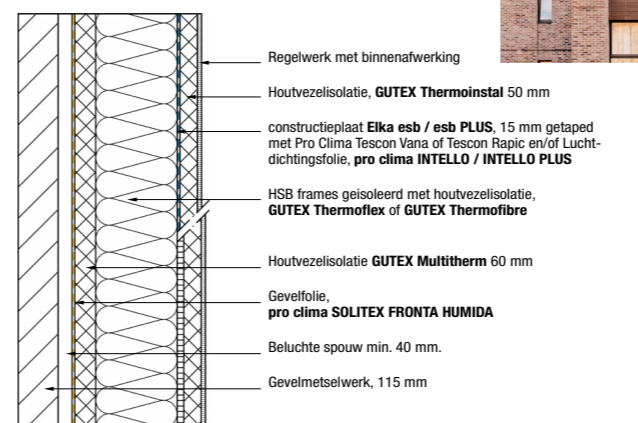 Regelwerk met binnenafwerking
Houtvezelisolatie, GUTEX Thermoinstal 50 mm
constructieplaat Elka esb / esb PLUS, 15 mm getaped
met Pro Clima Tescon Vana of Tescon Rapic en/of Lucht-
dichtingsfolie, pro clima INTELLO / INTELLO PLUS
HSB frames geisoleerd met houtvezelisolatie,
GUTEX Thermoflex of GUTEX Thermofibre
Houtvezelisolatie GUTEX Multitherm 60 mm
Gevelfolie,
pro clima SOLITEX FRONTA HUMIDA
Beluchte spouw min. 40 mm.
Gevelmetselwerk, 115 mm